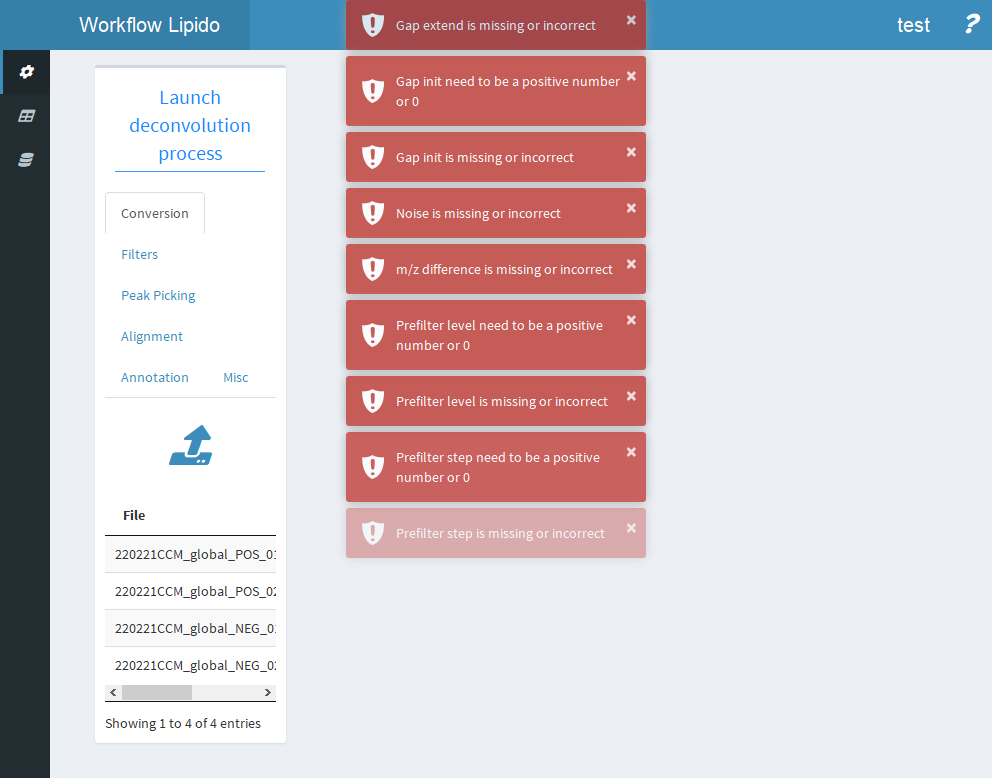 Workflow Lipido
test
?
Launch
deconvolution
process
Conversion
Filters
Peak Picking
Alignment
Annotation
Misc
File
220221CCM_global_POS_01
220221CCM_global_POS_02
220221CCM_global_NEG_01
220221CCM_global_NEG_02
Showing 1 to 4 of 4 entries
Gap extend is missing or incorrect ×
Gap init need to be a positive number ×
or 0
Gap init is missing or incorrect ×
Noise is missing or incorrect ×
m/z difference is missing or incorrect ×
Prefilter level need to be a positive ×
number or 0
Prefilter level is missing or incorrect ×
Prefilter step need to be a positive ×
number or 0
Prefilter step is missing or incorrect ×